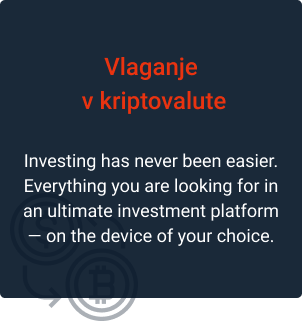 Vlaganje
v kriptovalute
Investing has never been easier.
Everything you are looking for in
an ultimate investment platform
— on the device of your choice.